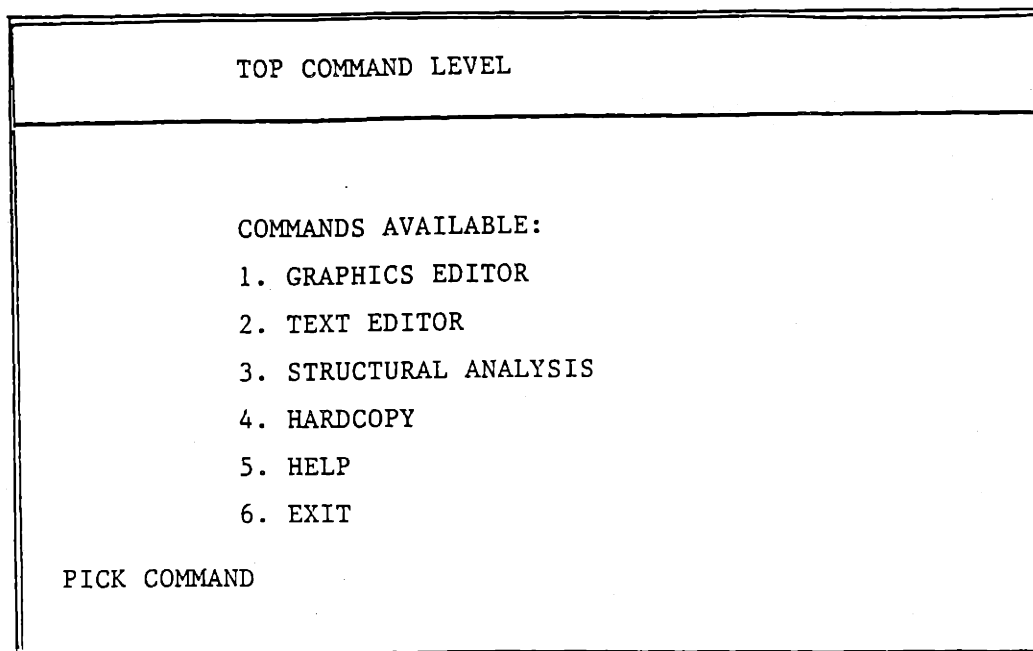 TOP COMMAND LEVEL
COMMANDS AVAILABLE:
1. GRAPHICS EDITOR
2. TEXT EDITOR
3. STRUCTURAL ANALYSIS
4. HARDCOPY
5. HELP
6. EXIT
PICK COMMAND